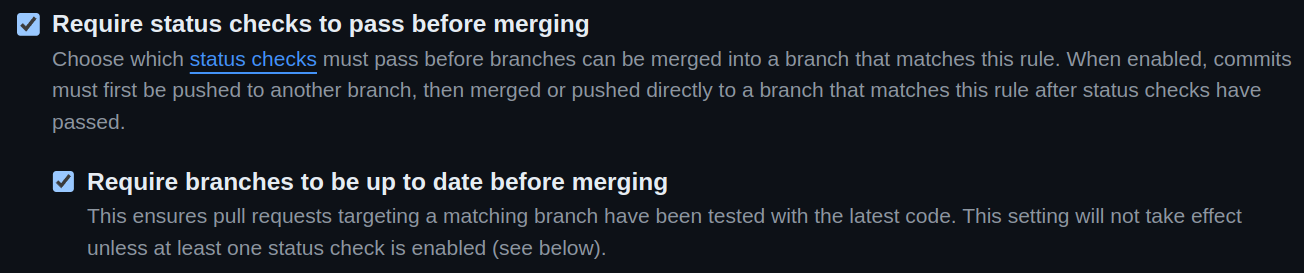 Require status checks to pass before merging
Choose which status checks must pass before branches can be merged into a branch that matches this rule. When enabled, commits
must first be pushed to another branch, then merged or pushed directly to a branch that matches this rule after status checks have
passed.
Require branches to be up to date before merging
This ensures pull requests targeting a matching branch have been tested with the latest code. This setting will not take effect
unless at least one status check is enabled (see below).